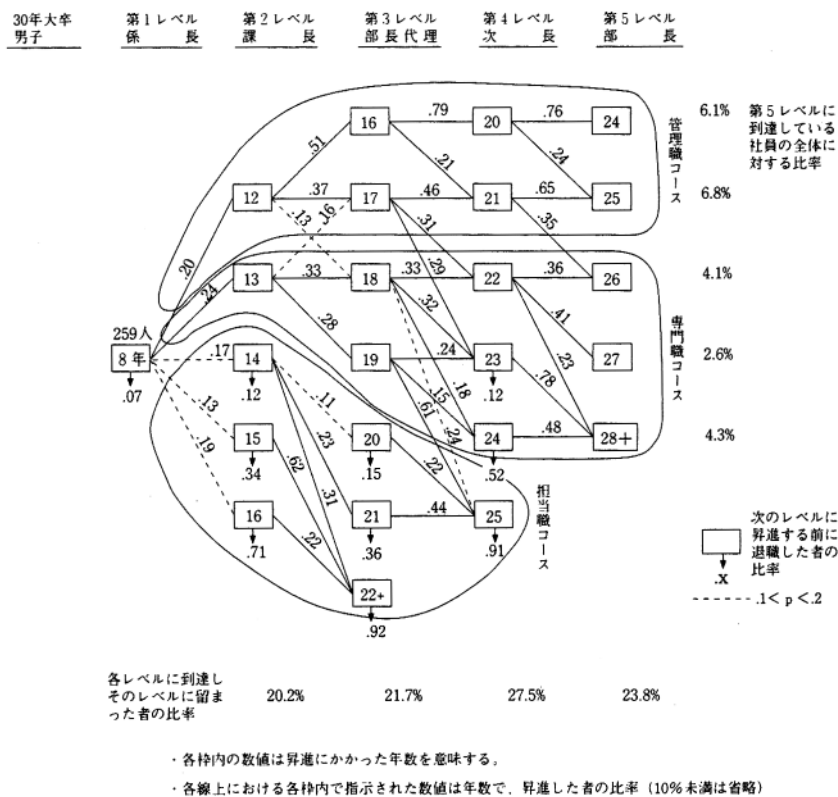 30年大卒 第1レベル 第2レベル 第3レベル 第4レベル 第5レベル
男子 係長 課長 部長代理 次長 部長
16 .79 20 .76 24 6.1% 第5レベルに
到達している
社員の全体に
対する比率
管理職コース
.51 .21 .24
12 .37 17 .46 21 .65 25 6.8%
.13 .16 .31 .35
.20 .29
13 .33 18 .33 22 .36 26 4.1%
.24 .32 .41
専門職コース
.28 .23
259人
8年 .17 14 19 .24 23 27 2.6%
.07 .12 .15 .18 .12 .78
.13 .11 .61 .24
.19 15 .23 20 24 .48 28+ 4.3%
.34 .62 .15 .22 .52
.31
担当職コース
16 21 .44 25
.71 .22 .36 .91
22+
.92
次のレベルに
昇進する前に
退職した者の
比率
.x
.1< p <.2
各レベルに到達し
そのレベルに留ま
った者の比率
20.2% 21.7% 27.5% 23.8%
・各枠内の数値は昇進にかかった年数を意味する。
・各線上における各枠内で指示された数値は年数で、昇進した者の比率(10%未満は省略)